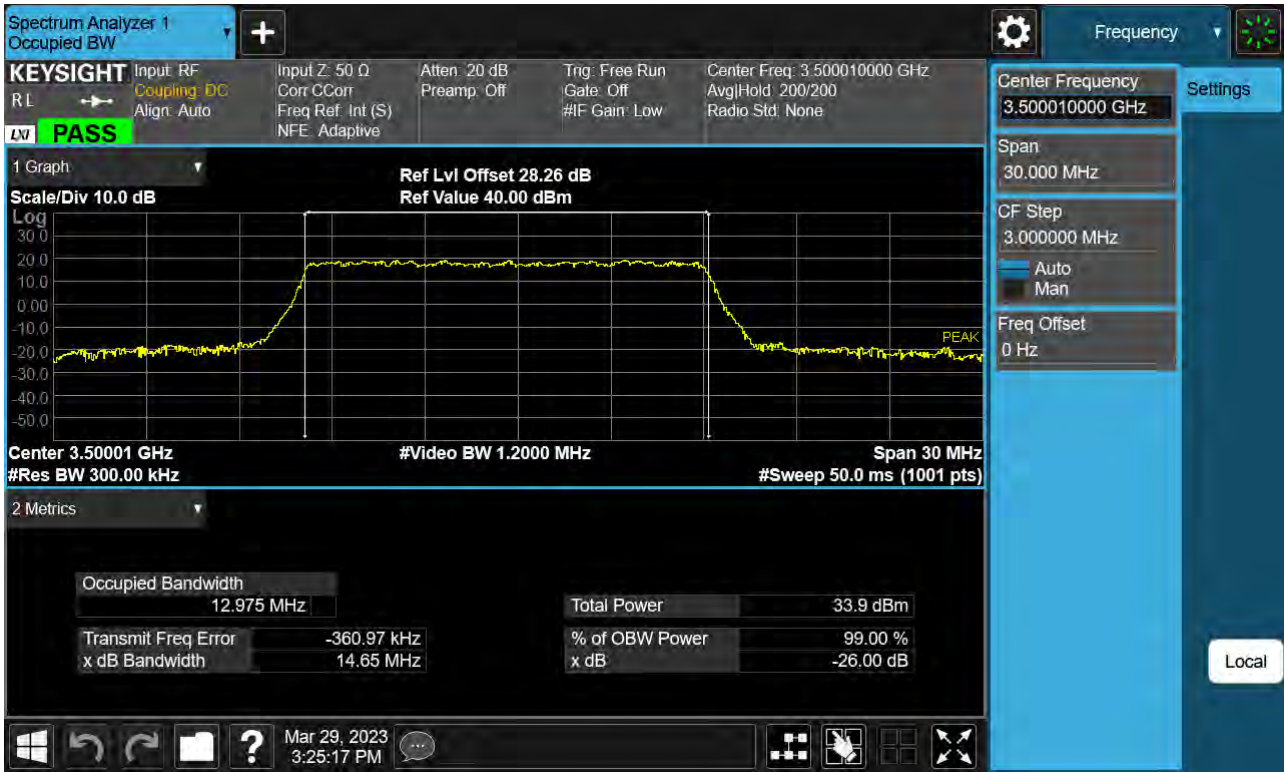 Spectrum Analyzer 1
Occupied BW
+
Frequency
KEYSIGHT
RL
LXI
PASS
Input: RF
Coupling: DC
Align: Auto
Input Z: 50 Ω
Corr CCorr
Freq Ref: Int (S)
NFE: Adaptive
Atten: 20 dB
Preamp: Off
Trig: Free Run
Gate: Off
#IF Gain: Low
Center Freq: 3.500010000 GHz
Avg|Hold: 200/200
Radio Std: None
Center Frequency
3.500010000 GHz
Settings
Span
30.000 MHz
CF Step
3.000000 MHz
Auto
Man
Freq Offset
0 Hz
Local
1 Graph
Scale/Div 10.0 dB
Ref Lvl Offset 28.26 dB
Ref Value 40.00 dBm
Log
30.0
20.0
10.0
0.00
-10.0
-20.0
-30.0
-40.0
-50.0
PEAK
Center 3.50001 GHz
#Video BW 1.2000 MHz
Span 30 MHz
#Res BW 300.00 kHz
#Sweep 50.0 ms (1001 pts)
2 Metrics
Occupied Bandwidth
12.975 MHz
Total Power 33.9 dBm
Transmit Freq Error -360.97 kHz
% of OBW Power 99.00 %
x dB Bandwidth 14.65 MHz
x dB -26.00 dB
?
Mar 29, 2023
3:25:17 PM